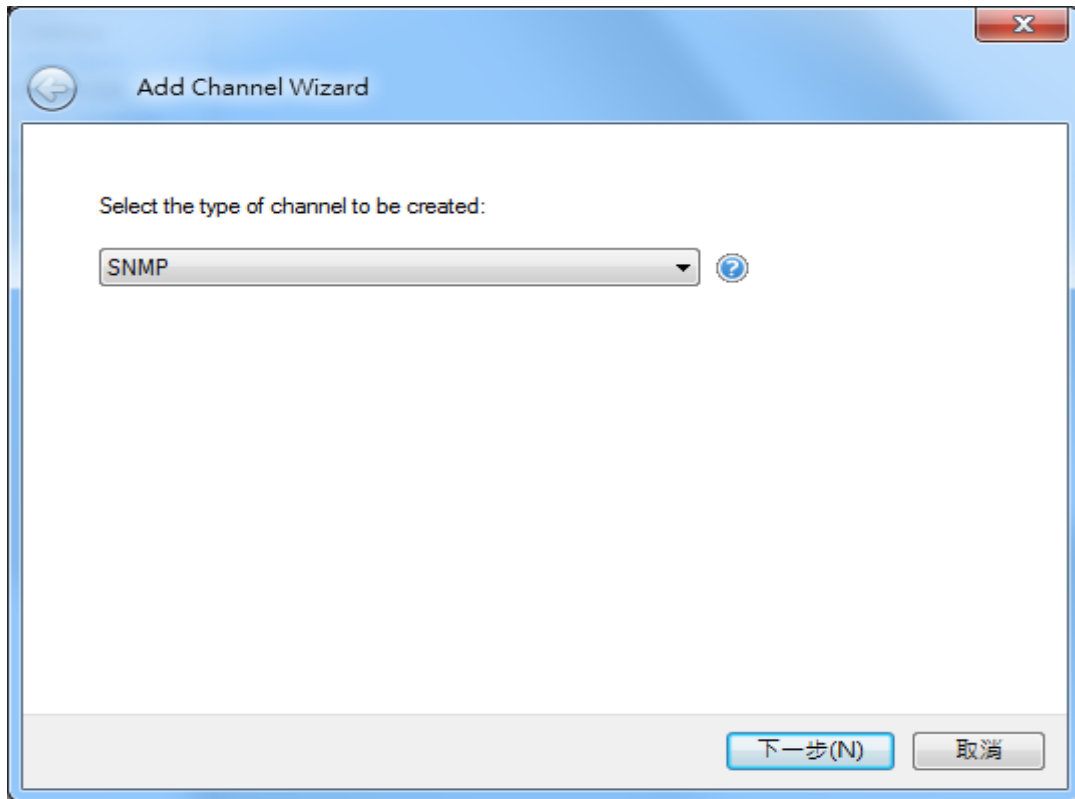 Add Channel Wizard
Select the type of channel to be created:
SNMP
下一步(N)
取消